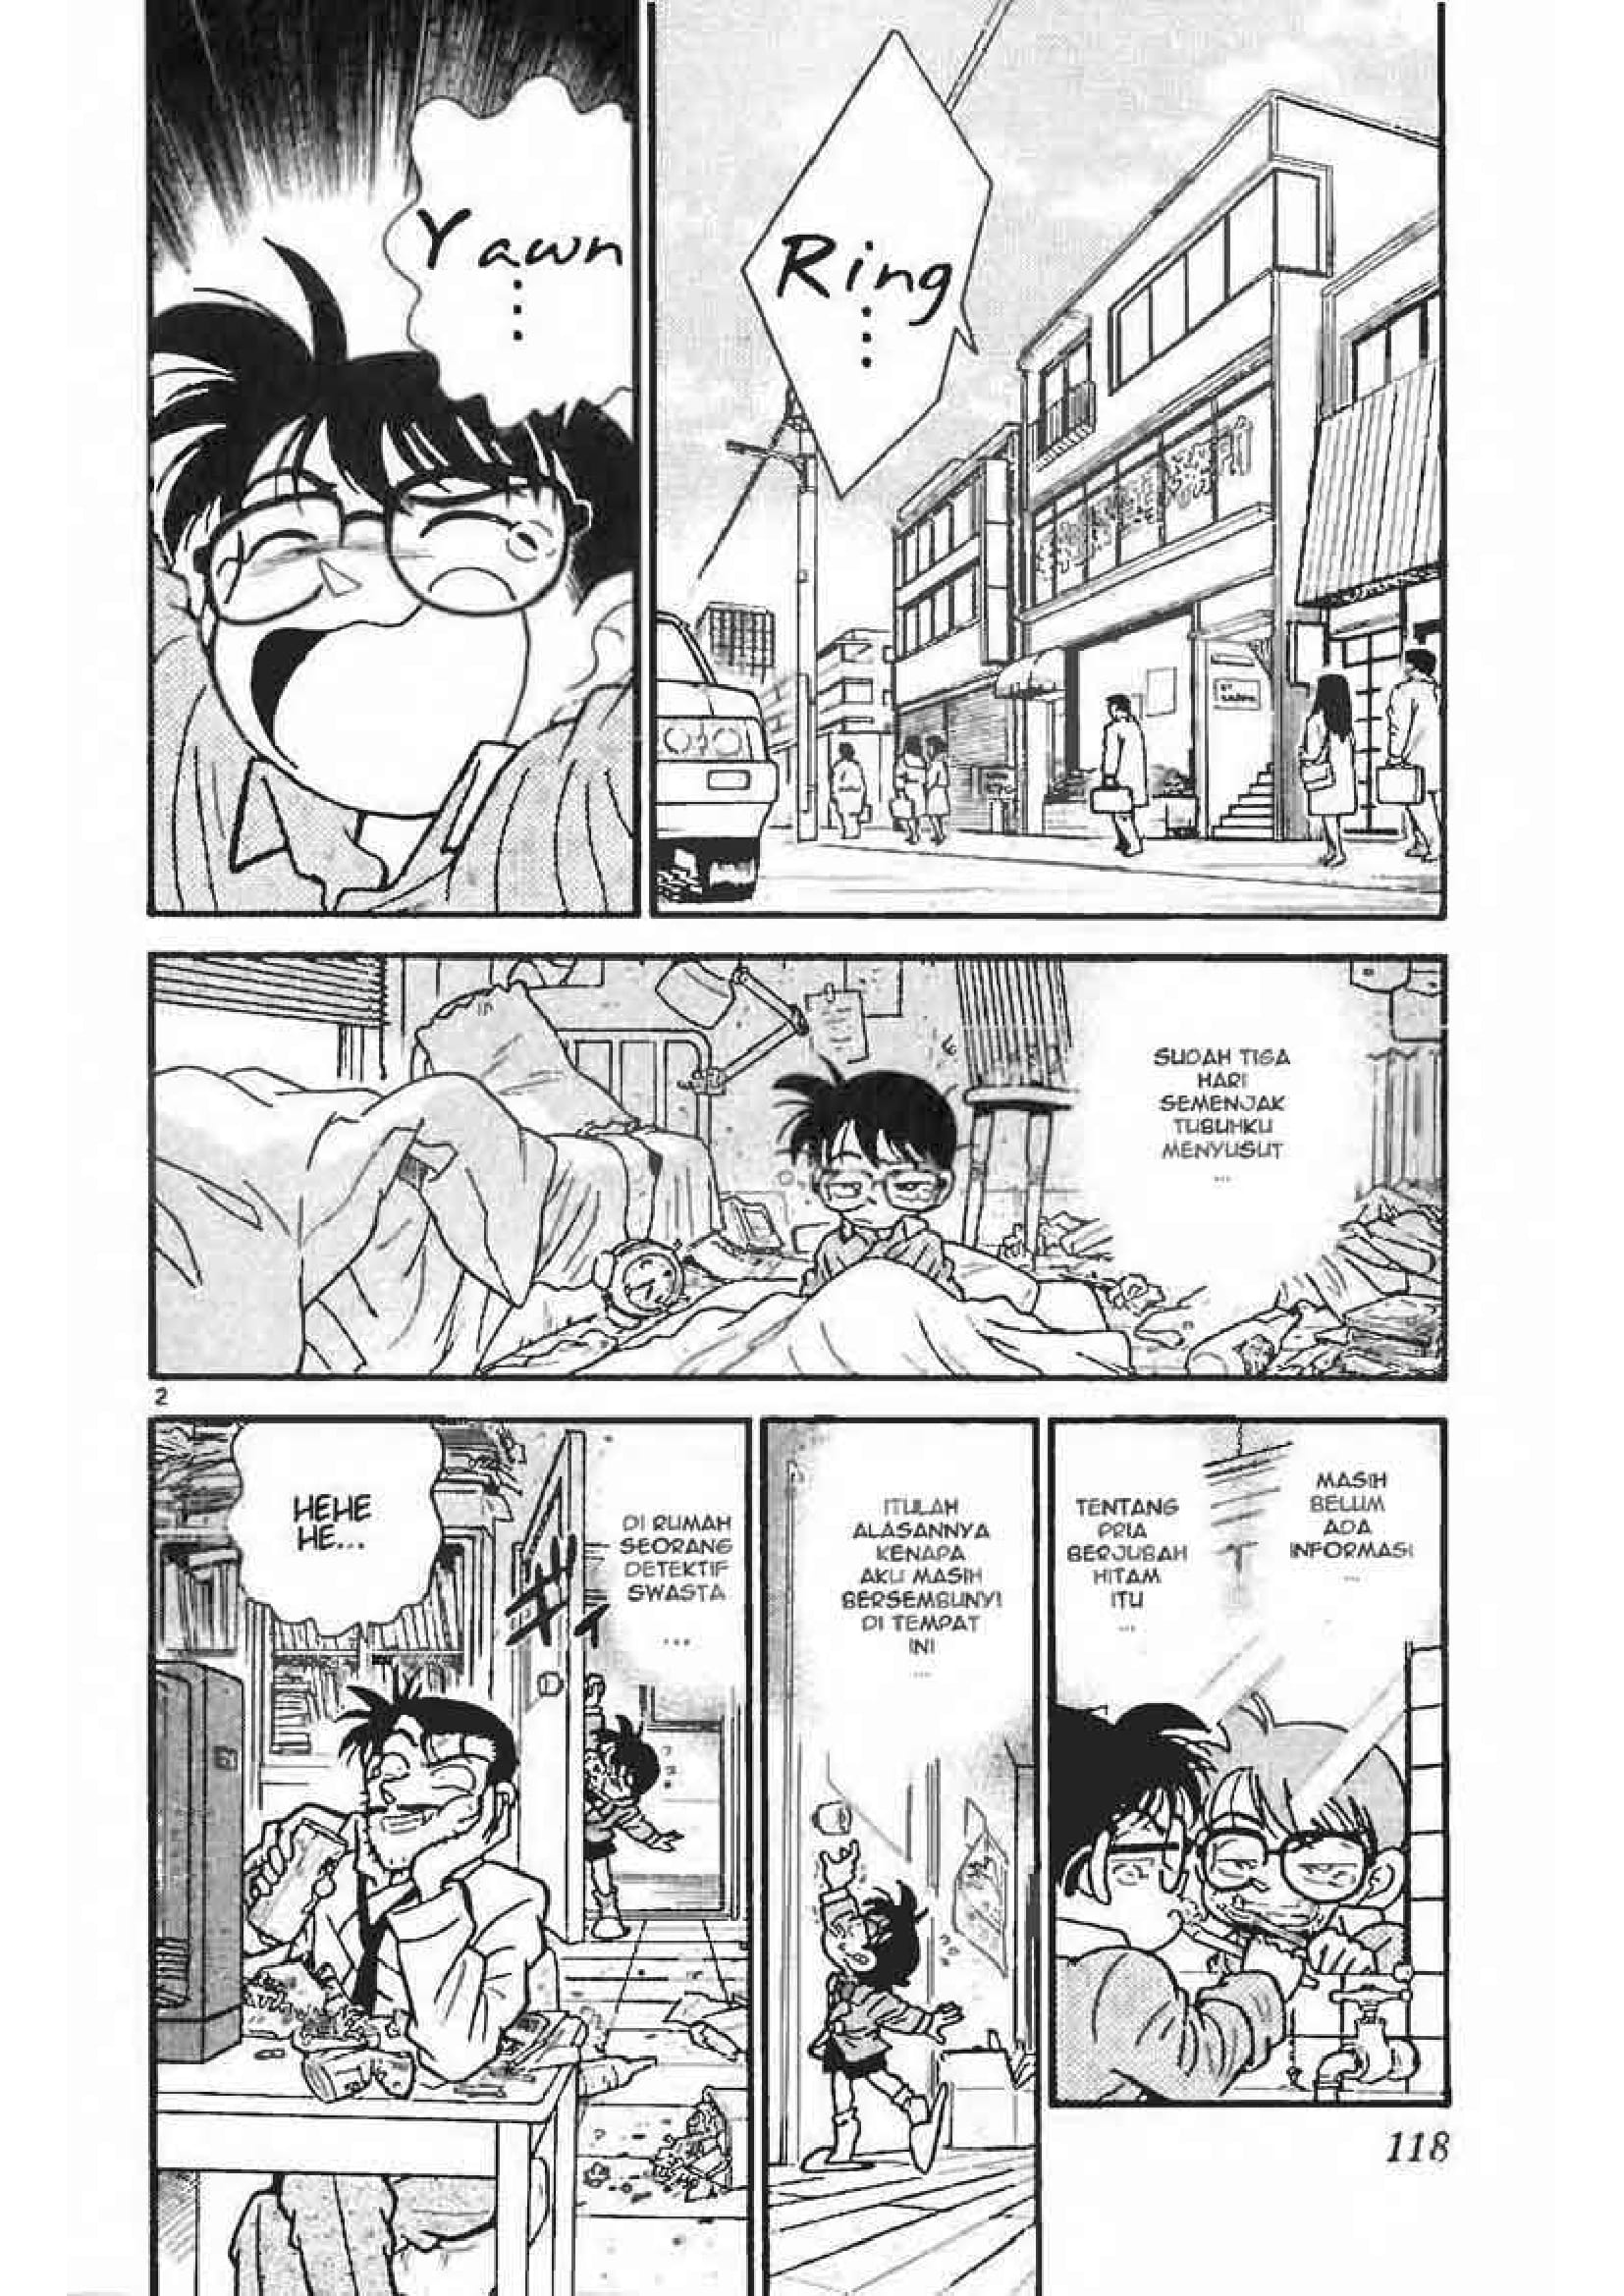 Ring
...
Yawn
...
SUDAH TIGA
HARI
SEMENJAK
TUBUHKU
MENYUSUT
...
2
MASIH
BELUM
ADA
INFORMASI
...
TENTANG
PRIA
BERJUBAH
HITAM
ITU
...
ITULAH
ALASANNYA
KENAPA
AKU MASIH
BERSEMBUNYI
DI TEMPAT
INI
...
DI RUMAH
SEORANG
DETEKTIF
SWASTA
...
HEHE
HE...
118